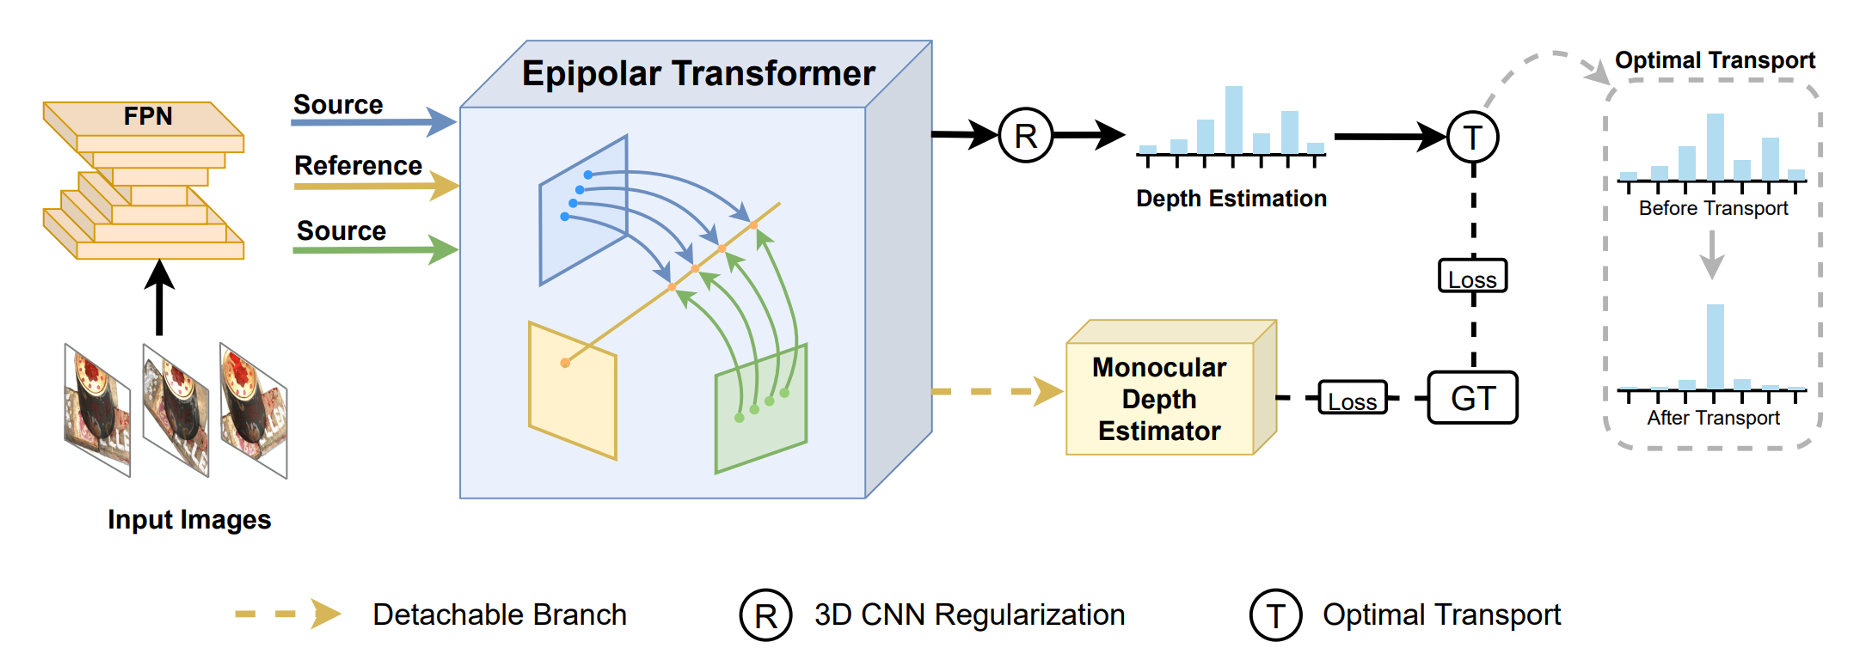 FPN
Input Images
Source
Reference
Source
Epipolar Transformer
R
Depth Estimation
T
Loss
GT
Loss
Monocular
Depth
Estimator
Optimal Transport
Before Transport
After Transport
Detachable Branch
R
3D CNN Regularization
T
Optimal Transport